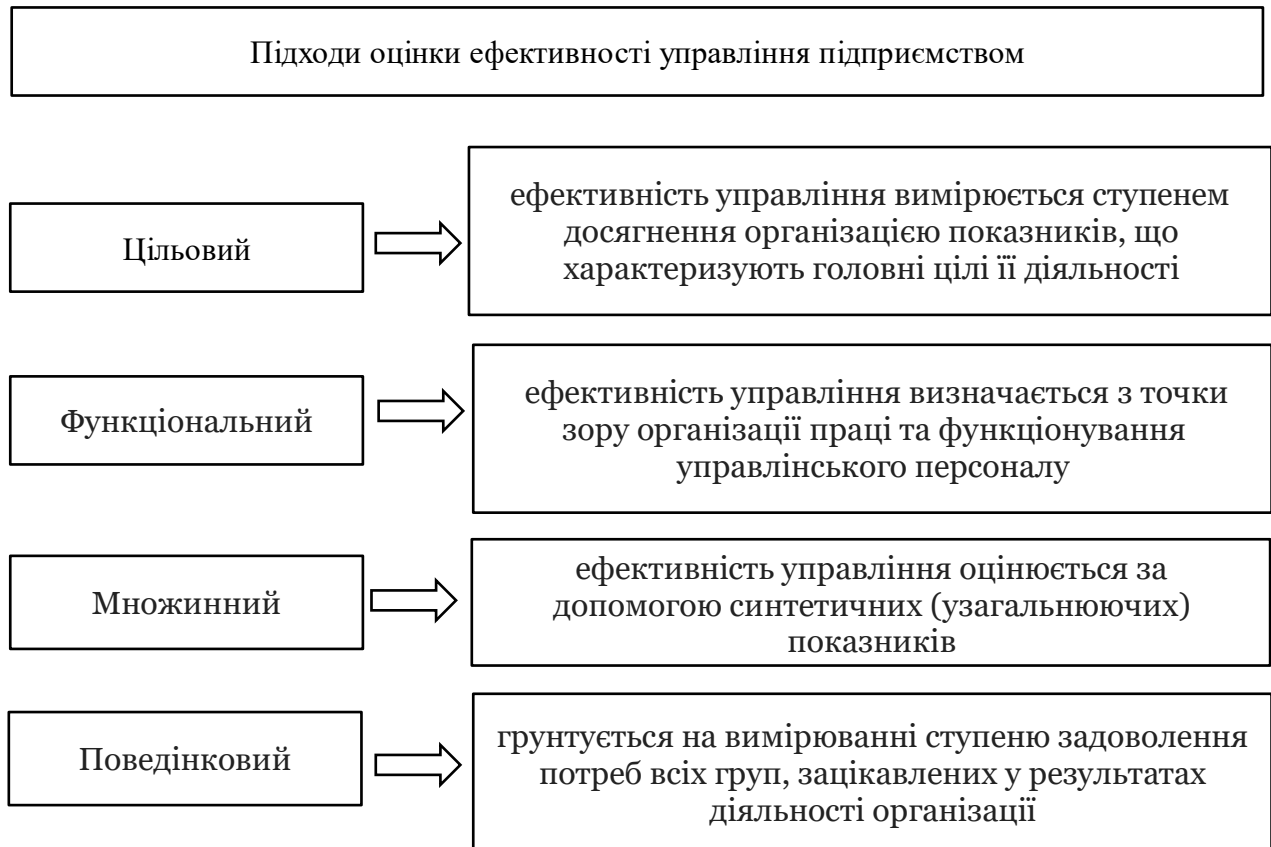 Підходи оцінки ефективності управління підприємством
Цільовий
ефективність управління вимірюється ступенем
досягнення організацією показників, що
характеризують головні цілі її діяльності
Функціональний
ефективність управління визначається з точки
зору організації праці та функціонування
управлінського персоналу
Множинний
ефективність управління оцінюється за
допомогою синтетичних (узагальнюючих)
показників
Поведінковий
грунтується на вимірюванні ступеню задоволення
потреб всіх груп, зацікавлених у результатах
діяльності організації